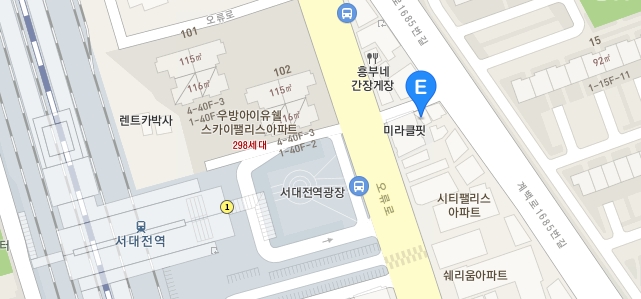 오류로
계백로1685번길
101
115㎡
116㎡
4-40F-3
1-40F-2
102
115㎡
16㎡
4-40F-3
1-40F-2
렌트카박사
우방아이유쉘
스카이팰리스아파트
298세대
흥부네
간장게장
E
미라클핏
15
92㎡
1-15F-11
서대전역광장
오류로
시티팰리스
아파트
계백로1685번길
1
서대전역
터
쉐리움아파트